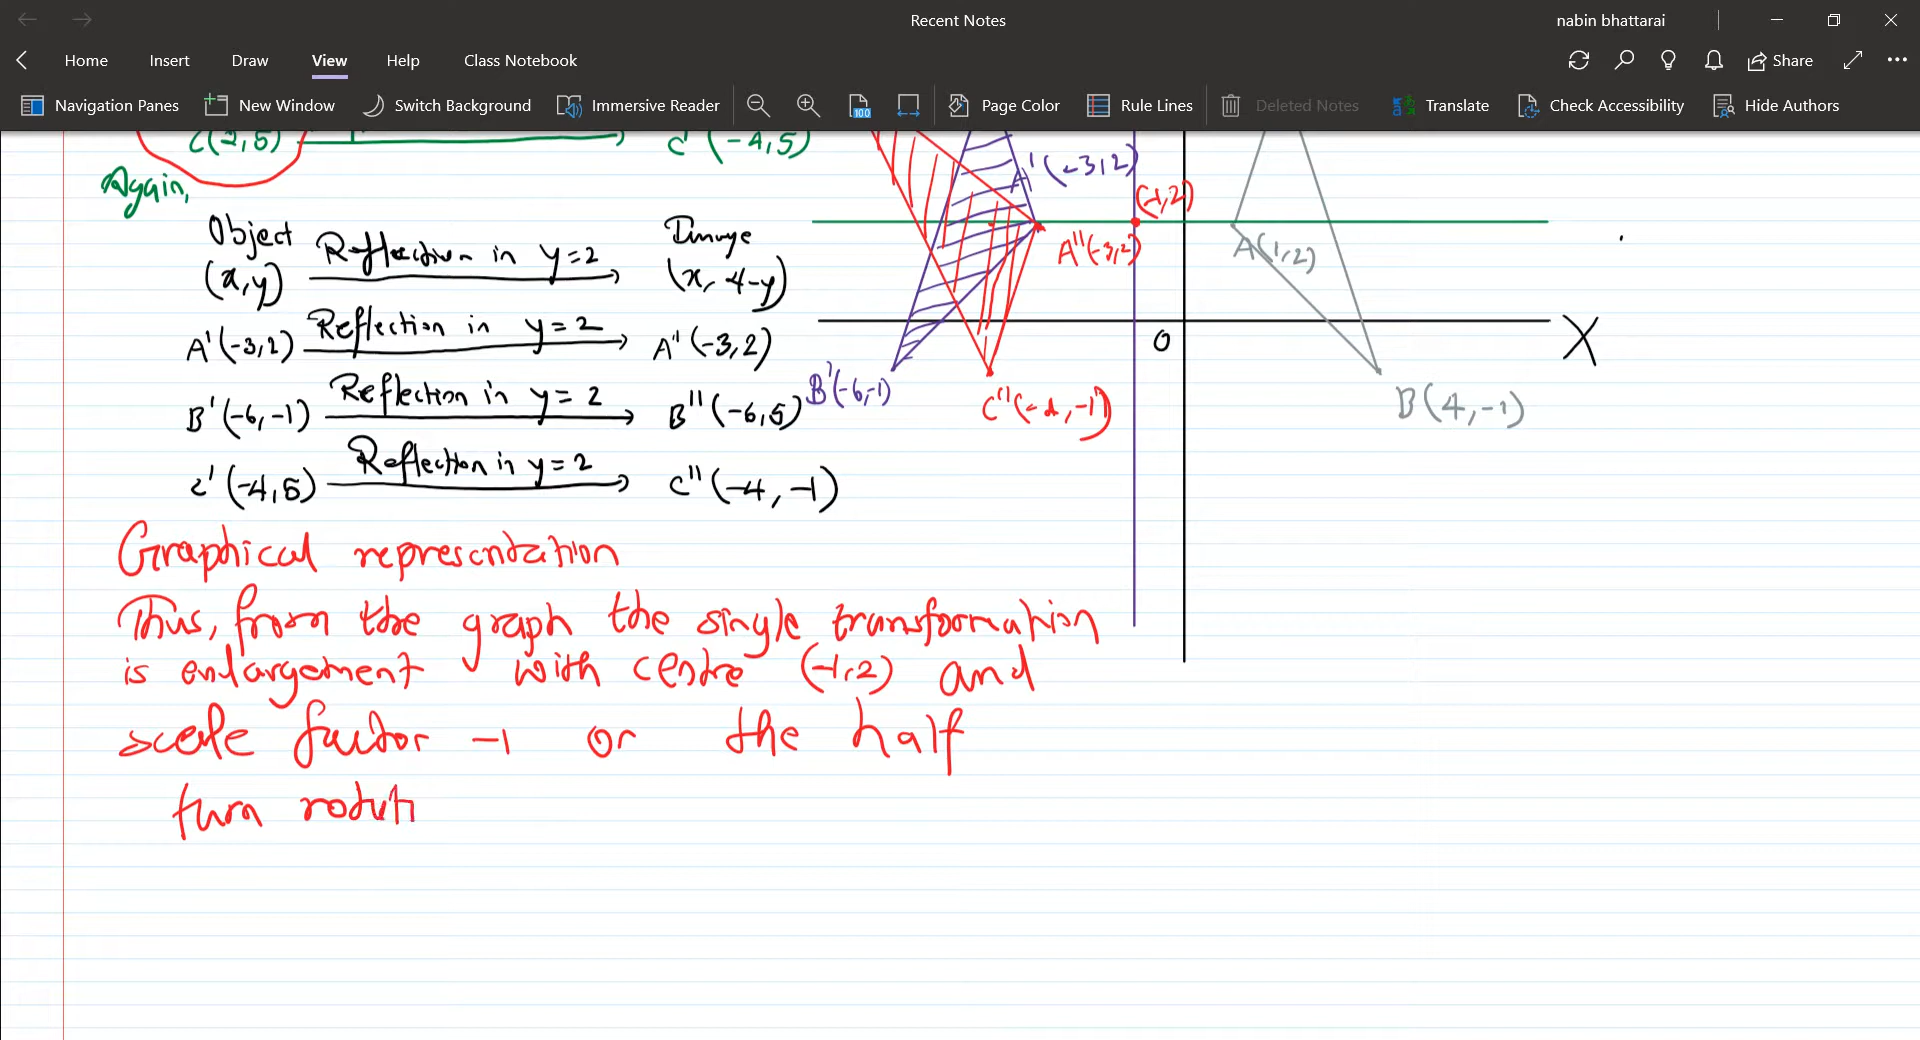 Recent Notes
nabin bhattarai
Home Insert Draw View Help Class Notebook
Share
Navigation Panes New Window Switch Background Immersive Reader 100 Page Color Rule Lines Deleted Notes Translate Check Accessibility Hide Authors
C(2,5) C'(-4,5)
Again,
Object Reflection in y=2 Image
(x,y) (x, 4-y)
A'(-3,2) Reflection in y=2 A''(-3,2)
B'(-6,-1) Reflection in y=2 B''(-6,5)
C'(-4,5) Reflection in y=2 C''(-4,-1)
A'(-3,2)
(-1,2)
A''(-3,2)
A(1,2)
O
X
B'(-6,-1)
C''(-4,-1)
B(4,-1)
Graphical representation
Thus, from the graph the single transformation
is enlargement with centre (-1,2) and
scale factor -1 or the half
turn rotati